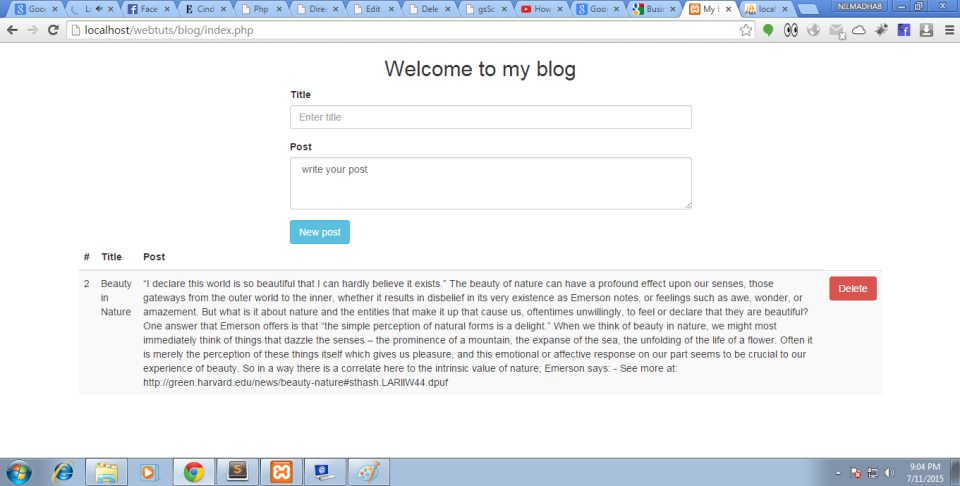 Goo
Li
Face
Cind
Php
Direc
Edit
Dele
gsSc
How
Goo
Busi
My b
local
NILMADHAB
localhost/webtuts/blog/index.php
Welcome to my blog
Title
Enter title
Post
write your post
New post
# Title Post
2 Beauty in Nature
“I declare this world is so beautiful that I can hardly believe it exists.” The beauty of nature can have a profound effect upon our senses, those
gateways from the outer world to the inner, whether it results in disbelief in its very existence as Emerson notes, or feelings such as awe, wonder, or
amazement. But what is it about nature and the entities that make it up that cause us, oftentimes unwillingly, to feel or declare that they are beautiful?
One answer that Emerson offers is that “the simple perception of natural forms is a delight.” When we think of beauty in nature, we might most
immediately think of things that dazzle the senses – the prominence of a mountain, the expanse of the sea, the unfolding of the life of a flower. Often it
is merely the perception of these things itself which gives us pleasure, and this emotional or affective response on our part seems to be crucial to our
experience of beauty. So in a way there is a correlate here to the intrinsic value of nature; Emerson says: - See more at:
http://green.harvard.edu/news/beauty-nature#sthash.LARIlW44.dpuf
Delete
9:04 PM
7/11/2015